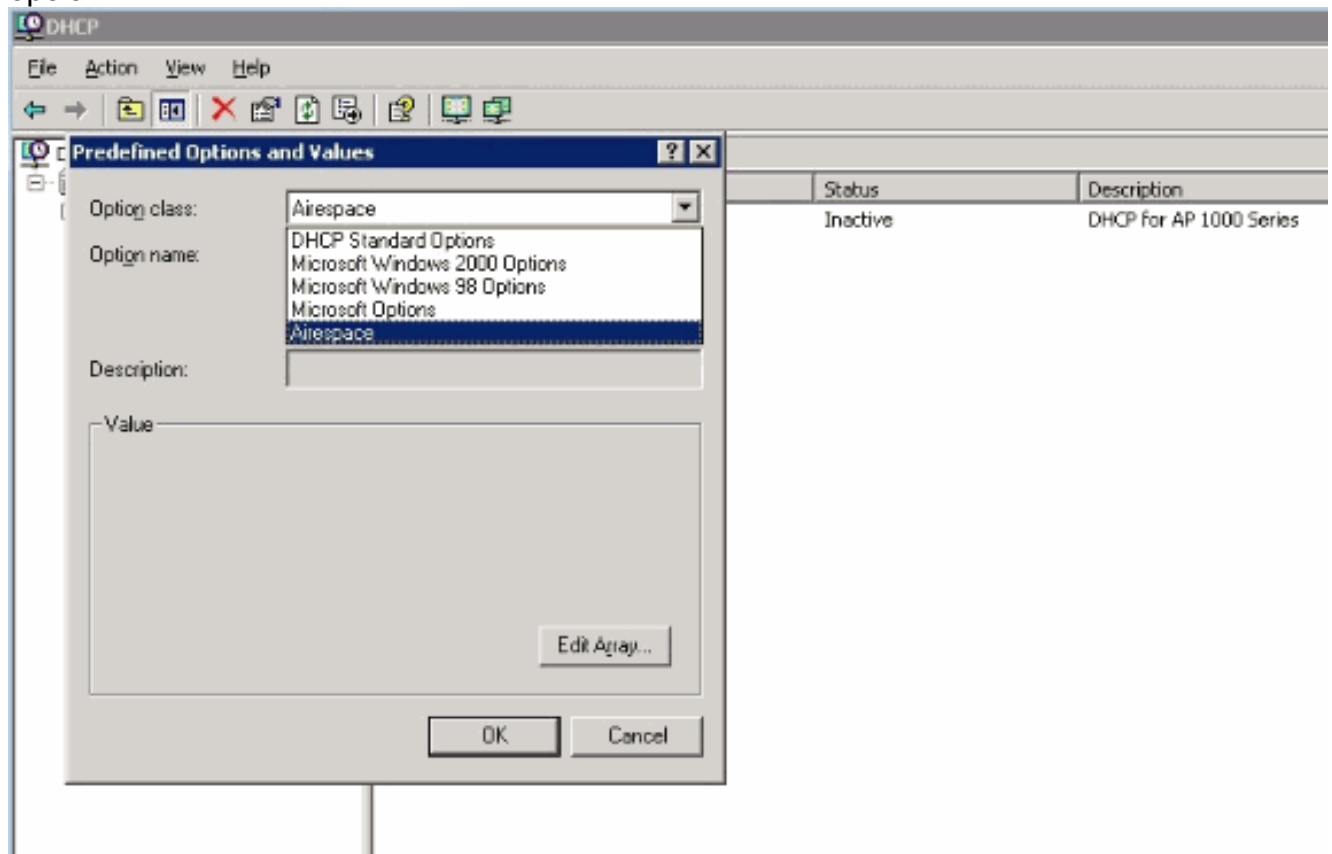 DHCP
File Action View Help
Predefined Options and Values
Status
Description
Option class:
Airespace
Inactive
DHCP for AP 1000 Series
DHCP Standard Options
Option name:
Microsoft Windows 2000 Options
Microsoft Windows 98 Options
Microsoft Options
Airespace
Description:
Value
Edit Array...
OK
Cancel